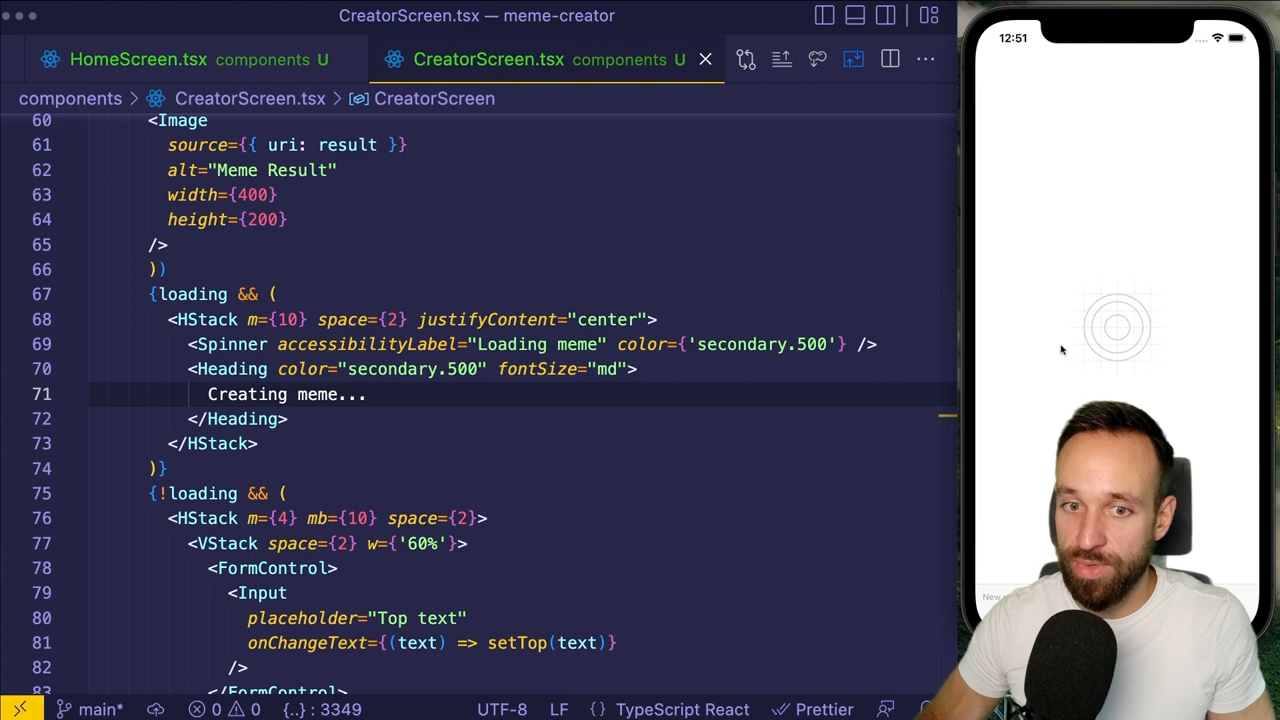 CreatorScreen.tsx — meme-creator
HomeScreen.tsx components U
CreatorScreen.tsx components U
components > CreatorScreen.tsx > CreatorScreen
60 <Image
61 source={{ uri: result }}
62 alt="Meme Result"
63 width={400}
64 height={200}
65 />
66 ))
67 {loading && (
68 <HStack m={10} space={2} justifyContent="center">
69 <Spinner accessibilityLabel="Loading meme" color={'secondary.500'} />
70 <Heading color="secondary.500" fontSize="md">
71 Creating meme...
72 </Heading>
73 </HStack>
74 )}
75 {!loading && (
76 <HStack m={4} mb={10} space={2}>
77 <VStack space={2} w={'60%'}>
78 <FormControl>
79 <Input
80 placeholder="Top text"
81 onChangeText={(text) => setTop(text)}
82 />
83 </FormControl>
main* 0 0 {..} : 3349 UTF-8 LF {} TypeScript React Prettier
12:51
New